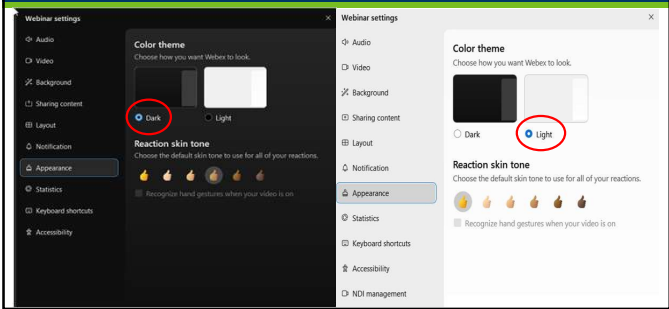 Webinar settings
Audio
Video
Background
Sharing content
Layout
Notification
Appearance
Statistics
Keyboard shortcuts
Accessibility
Color theme
Choose how you want Webex to look.
Dark
Light
Reaction skin tone
Choose the default skin tone to use for all of your reactions.
Recognize hand gestures when your video is on
Webinar settings
Audio
Video
Background
Sharing content
Layout
Notification
Appearance
Statistics
Keyboard shortcuts
Accessibility
NDI management
Color theme
Choose how you want Webex to look.
Dark
Light
Reaction skin tone
Choose the default skin tone to use for all of your reactions.
Recognize hand gestures when your video is on